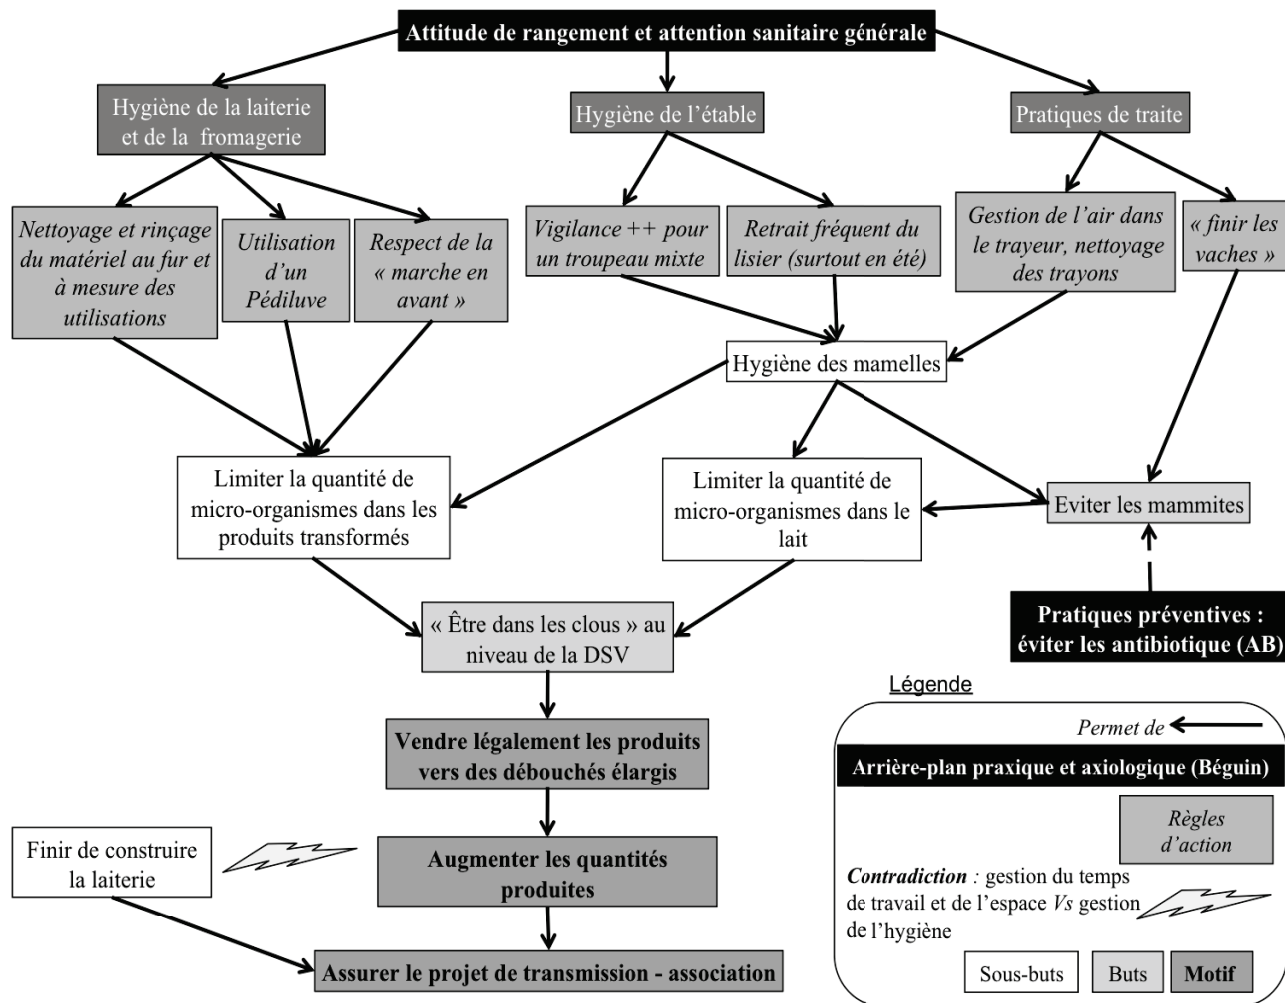 Attitude de rangement et attention sanitaire générale
Hygiène de la laiterie
et de la fromagerie
Hygiène de l'étable
Pratiques de traite
Nettoyage et rinçage
du matériel au fur et
à mesure des
utilisations
Utilisation
d'un
Pédiluve
Respect de la
« marche en
avant »
Vigilance ++ pour
un troupeau mixte
Retrait fréquent du
lisier (surtout en été)
Gestion de l'air dans
le trayeur, nettoyage
des trayons
« finir les
vaches »
Hygiène des mamelles
Limiter la quantité de
micro-organismes dans les
produits transformés
Limiter la quantité de
micro-organismes dans le
lait
Eviter les mammites
Pratiques préventives :
éviter les antibiotique (AB)
« Être dans les clous » au
niveau de la DSV
Vendre légalement les produits
vers des débouchés élargis
Finir de construire
la laiterie
Augmenter les quantités
produites
Assurer le projet de transmission - association
Légende
Permet de
Arrière-plan praxique et axiologique (Béguin)
Règles
d'action
Contradiction : gestion du temps
de travail et de l'espace Vs gestion
de l'hygiène
Sous-buts
Buts
Motif